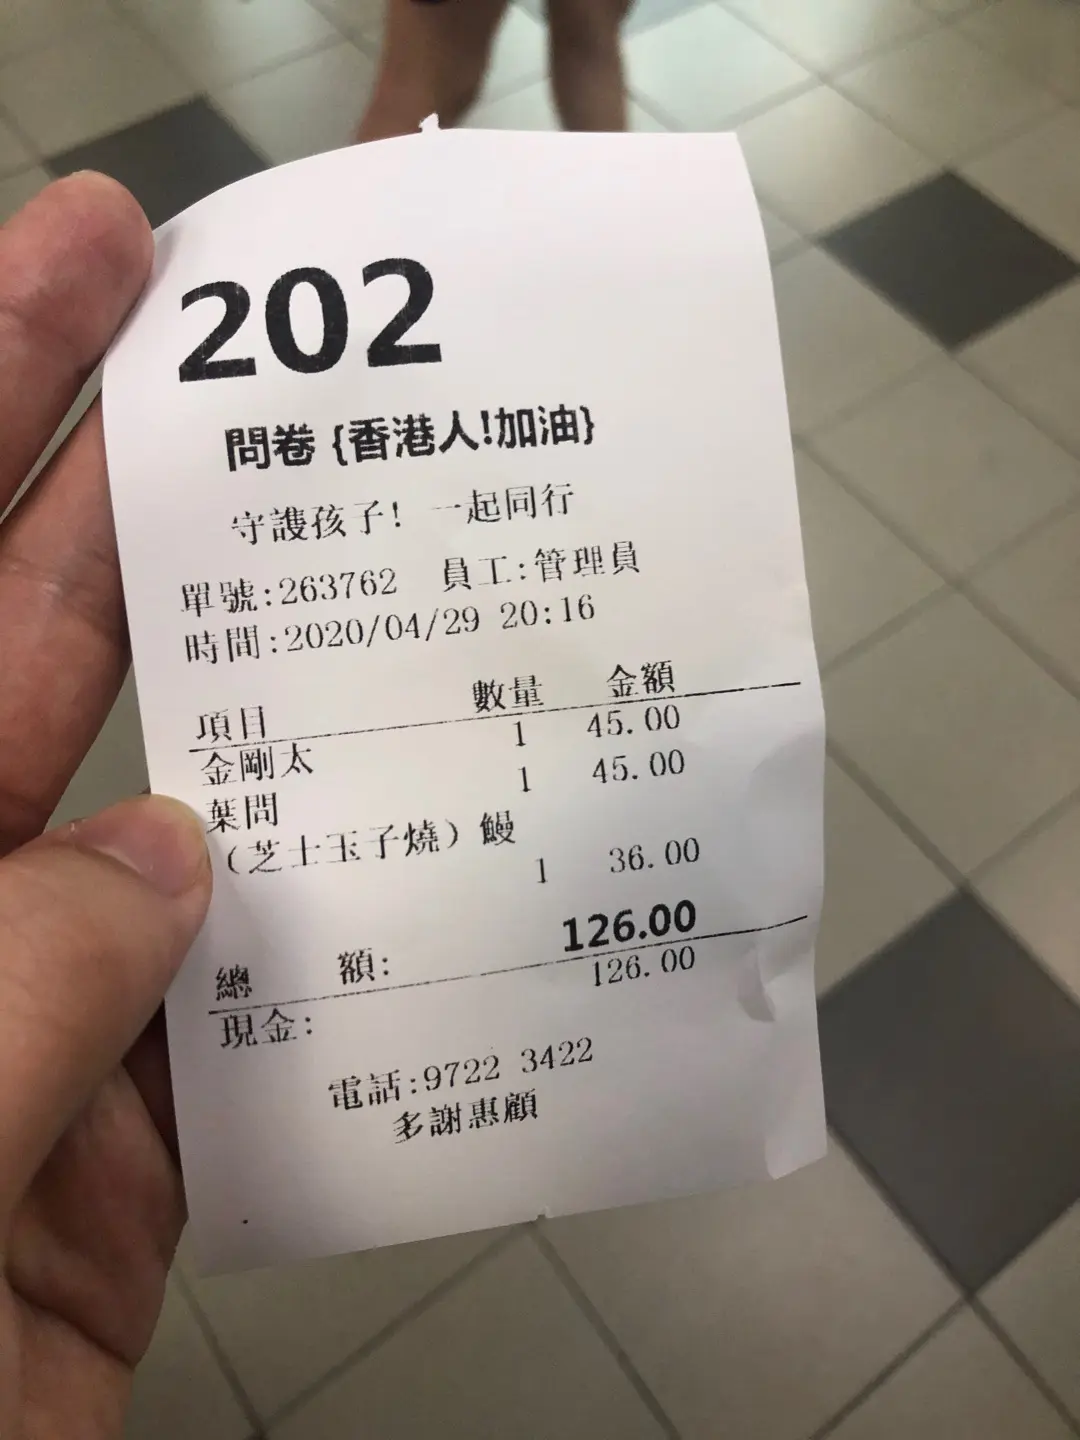 202
問卷 {香港人!加油}
守護孩子! 一起同行
單號:263762 員工:管理員
時間:2020/04/29 20:16
項目 數量 金額
金剛太 1 45.00
葉問 1 45.00
(芝士玉子燒) 鰻
1 36.00
總 額: 126.00
現金: 126.00
電話:9722 3422
多謝惠顧